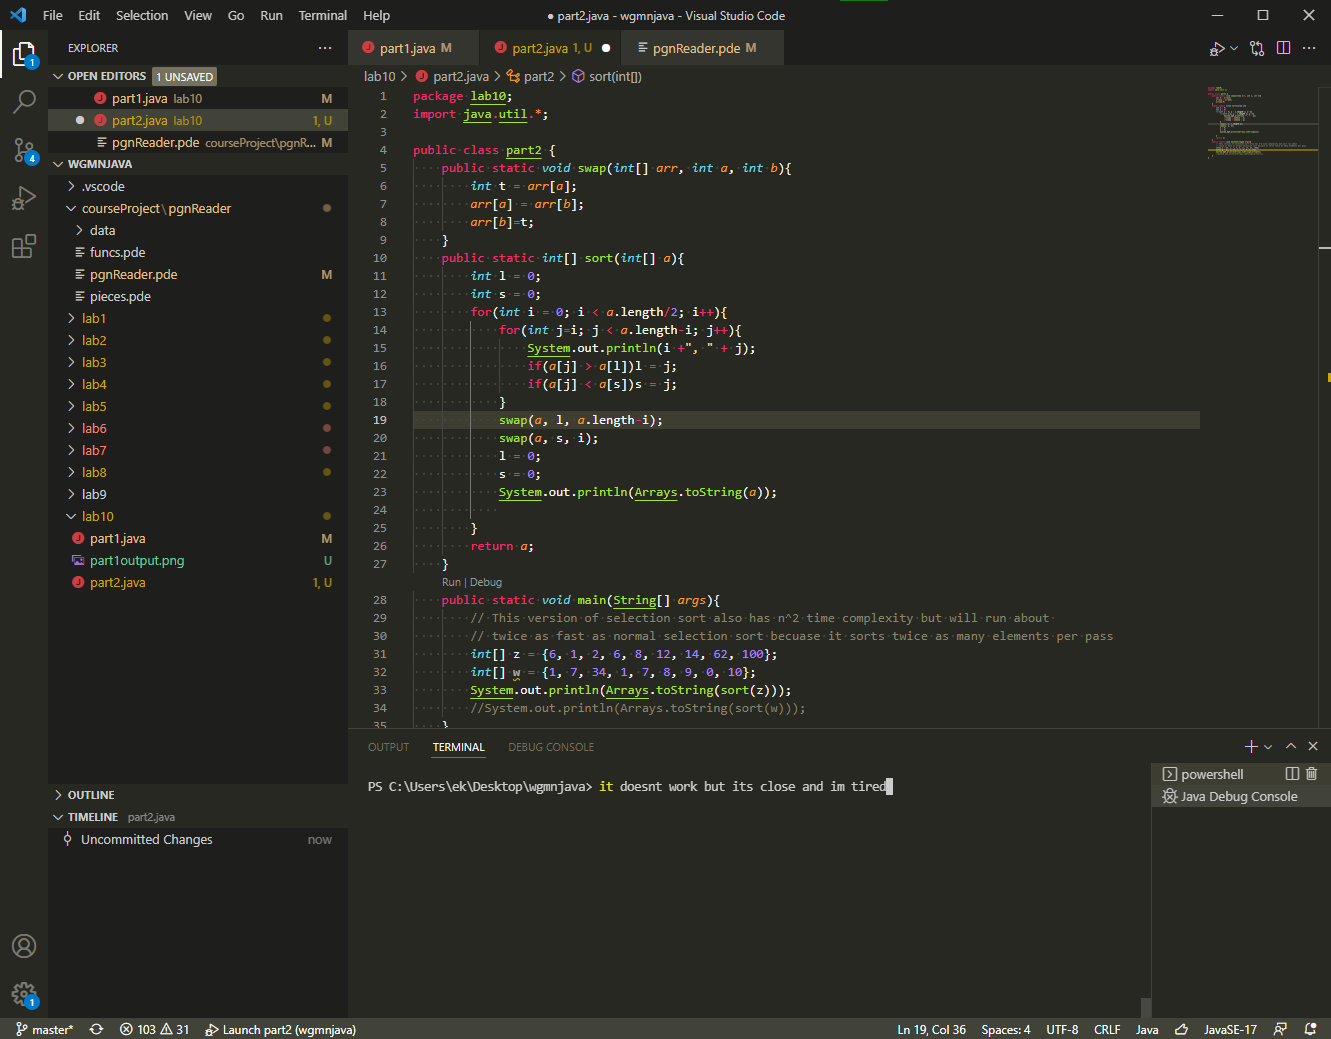 File Edit Selection View Go Run Terminal Help ● part2.java - wgmnjava - Visual Studio Code
EXPLORER
OPEN EDITORS 1 UNSAVED
part1.java lab10 M
part2.java lab10 1, U
pgnReader.pde courseProject\pgnR... M
WGMNJAVA
.vscode
courseProject\pgnReader
data
funcs.pde
pgnReader.pde M
pieces.pde
lab1
lab2
lab3
lab4
lab5
lab6
lab7
lab8
lab9
lab10
part1.java M
part1output.png U
part2.java 1, U
OUTLINE
TIMELINE part2.java
Uncommitted Changes now
1
4
1
part1.java M part2.java 1, U pgnReader.pde M
lab10 > part2.java > part2 > sort(int[])
1 package lab10;
2 import java.util.*;
3
4 public class part2 {
5 public static void swap(int[] arr, int a, int b){
6 int t = arr[a];
7 arr[a] = arr[b];
8 arr[b]=t;
9 }
10 public static int[] sort(int[] a){
11 int l = 0;
12 int s = 0;
13 for(int i = 0; i < a.length/2; i++){
14 for(int j=i; j < a.length-i; j++){
15 System.out.println(i +", " + j);
16 if(a[j] > a[l])l = j;
17 if(a[j] < a[s])s = j;
18 }
19 swap(a, l, a.length-i);
20 swap(a, s, i);
21 l = 0;
22 s = 0;
23 System.out.println(Arrays.toString(a));
24
25 }
26 return a;
27 }
Run | Debug
28 public static void main(String[] args){
29 // This version of selection sort also has n^2 time complexity but will run about
30 // twice as fast as normal selection sort becuase it sorts twice as many elements per pass
31 int[] z = {6, 1, 2, 6, 8, 12, 14, 62, 100};
32 int[] w = {1, 7, 34, 1, 7, 8, 9, 0, 10};
33 System.out.println(Arrays.toString(sort(z)));
34 //System.out.println(Arrays.toString(sort(w)));
35 }
OUTPUT TERMINAL DEBUG CONSOLE
PS C:\Users\ek\Desktop\wgmnjava> it doesnt work but its close and im tired
powershell
Java Debug Console
master* 103 31 Launch part2 (wgmnjava) Ln 19, Col 36 Spaces: 4 UTF-8 CRLF Java JavaSE-17